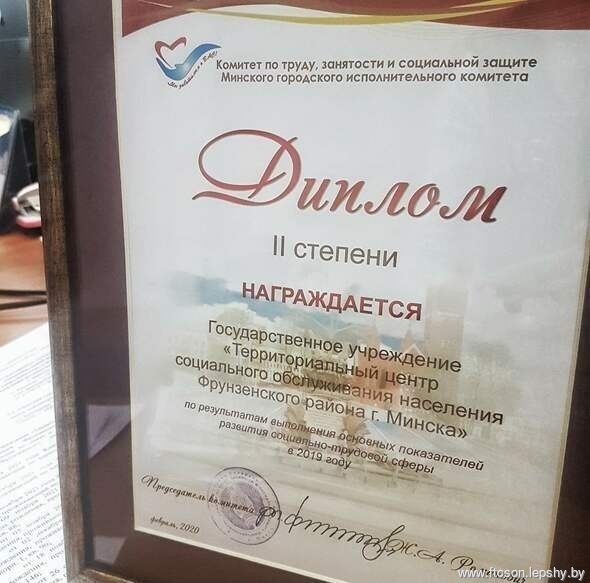 Комитет по труду, занятости и социальной защите
Минского городского исполнительного комитета
Диплом
II степени
НАГРАЖДАЕТСЯ
Государственное учреждение
«Территориальный центр
социального обслуживания населения
Фрунзенского района г. Минска»
по результатам выполнения основных показателей
развития социально-трудовой сферы
в 2019 году
Председатель комитета
Ж.А.
февраль, 2020
www.ftcson.lepshy.by